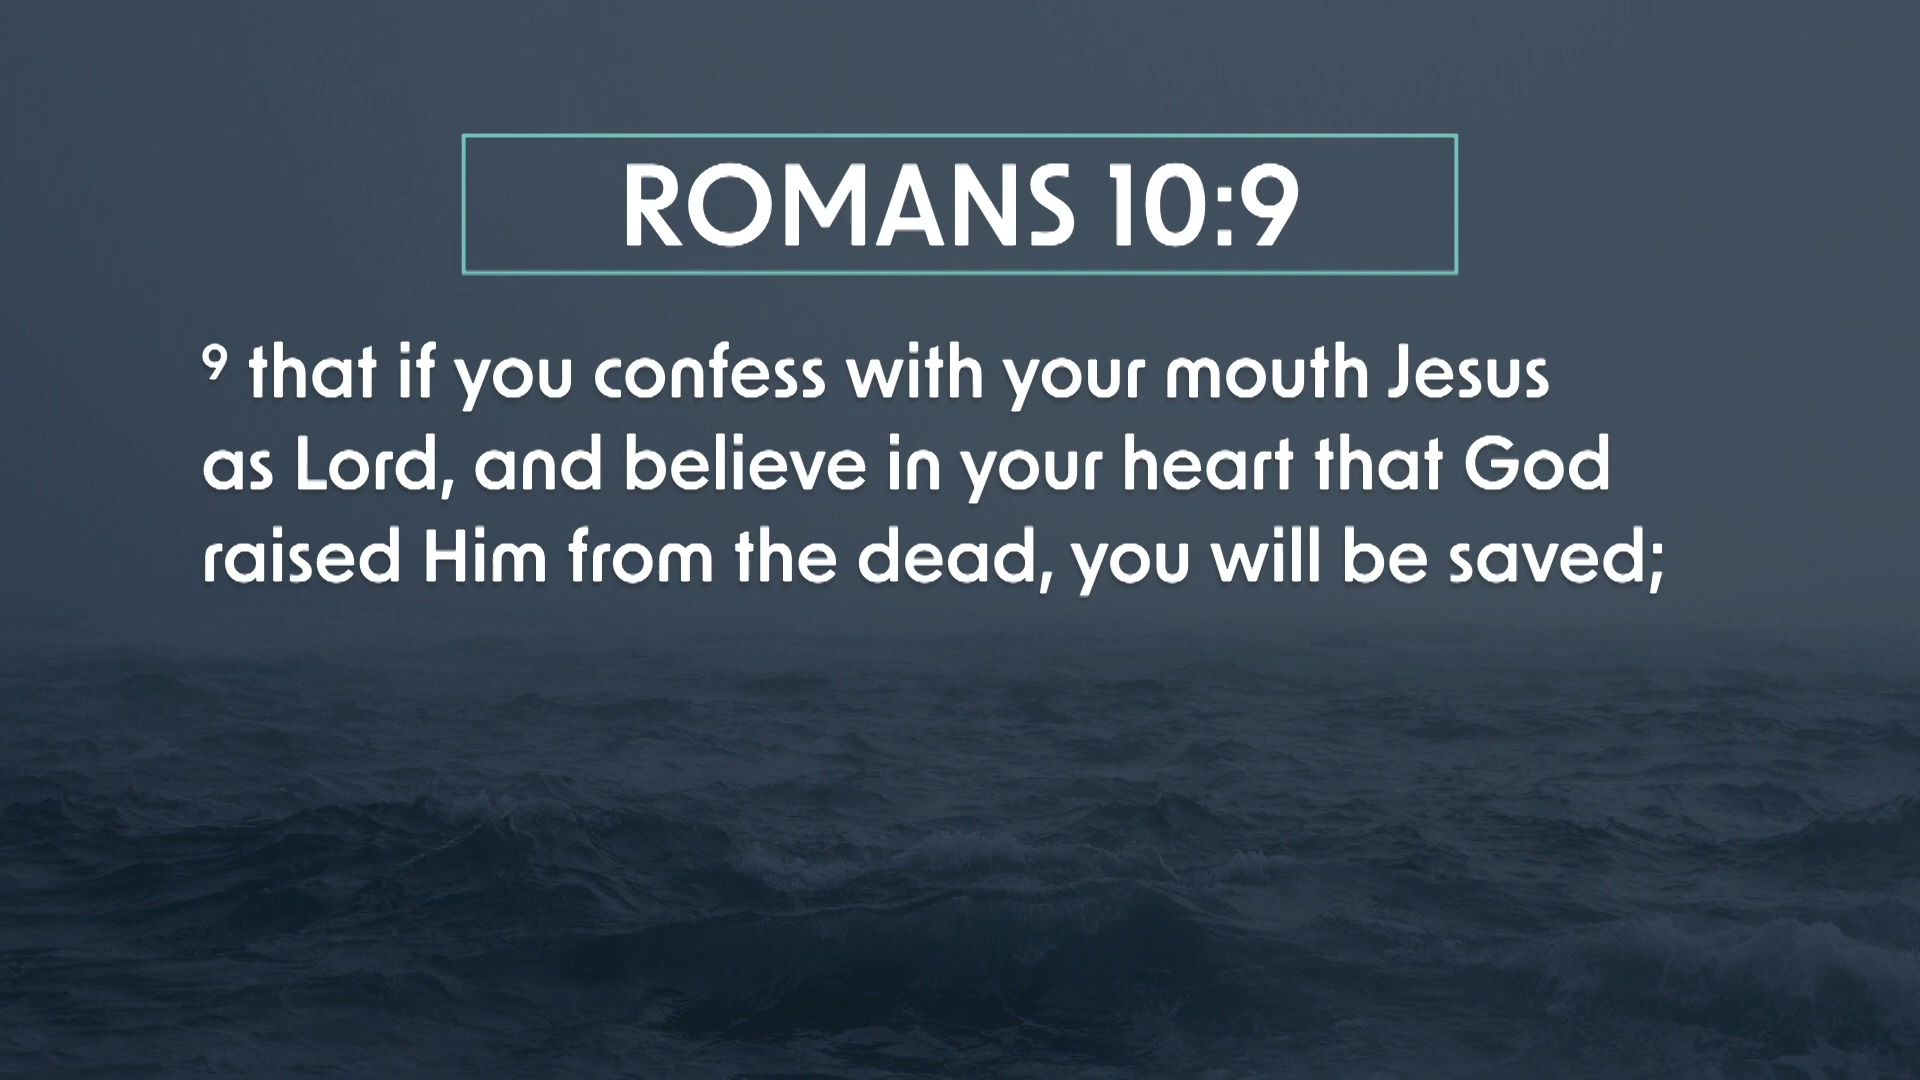 ROMANS 10:9
⁹ that if you confess with your mouth Jesus
as Lord, and believe in your heart that God
raised Him from the dead, you will be saved;